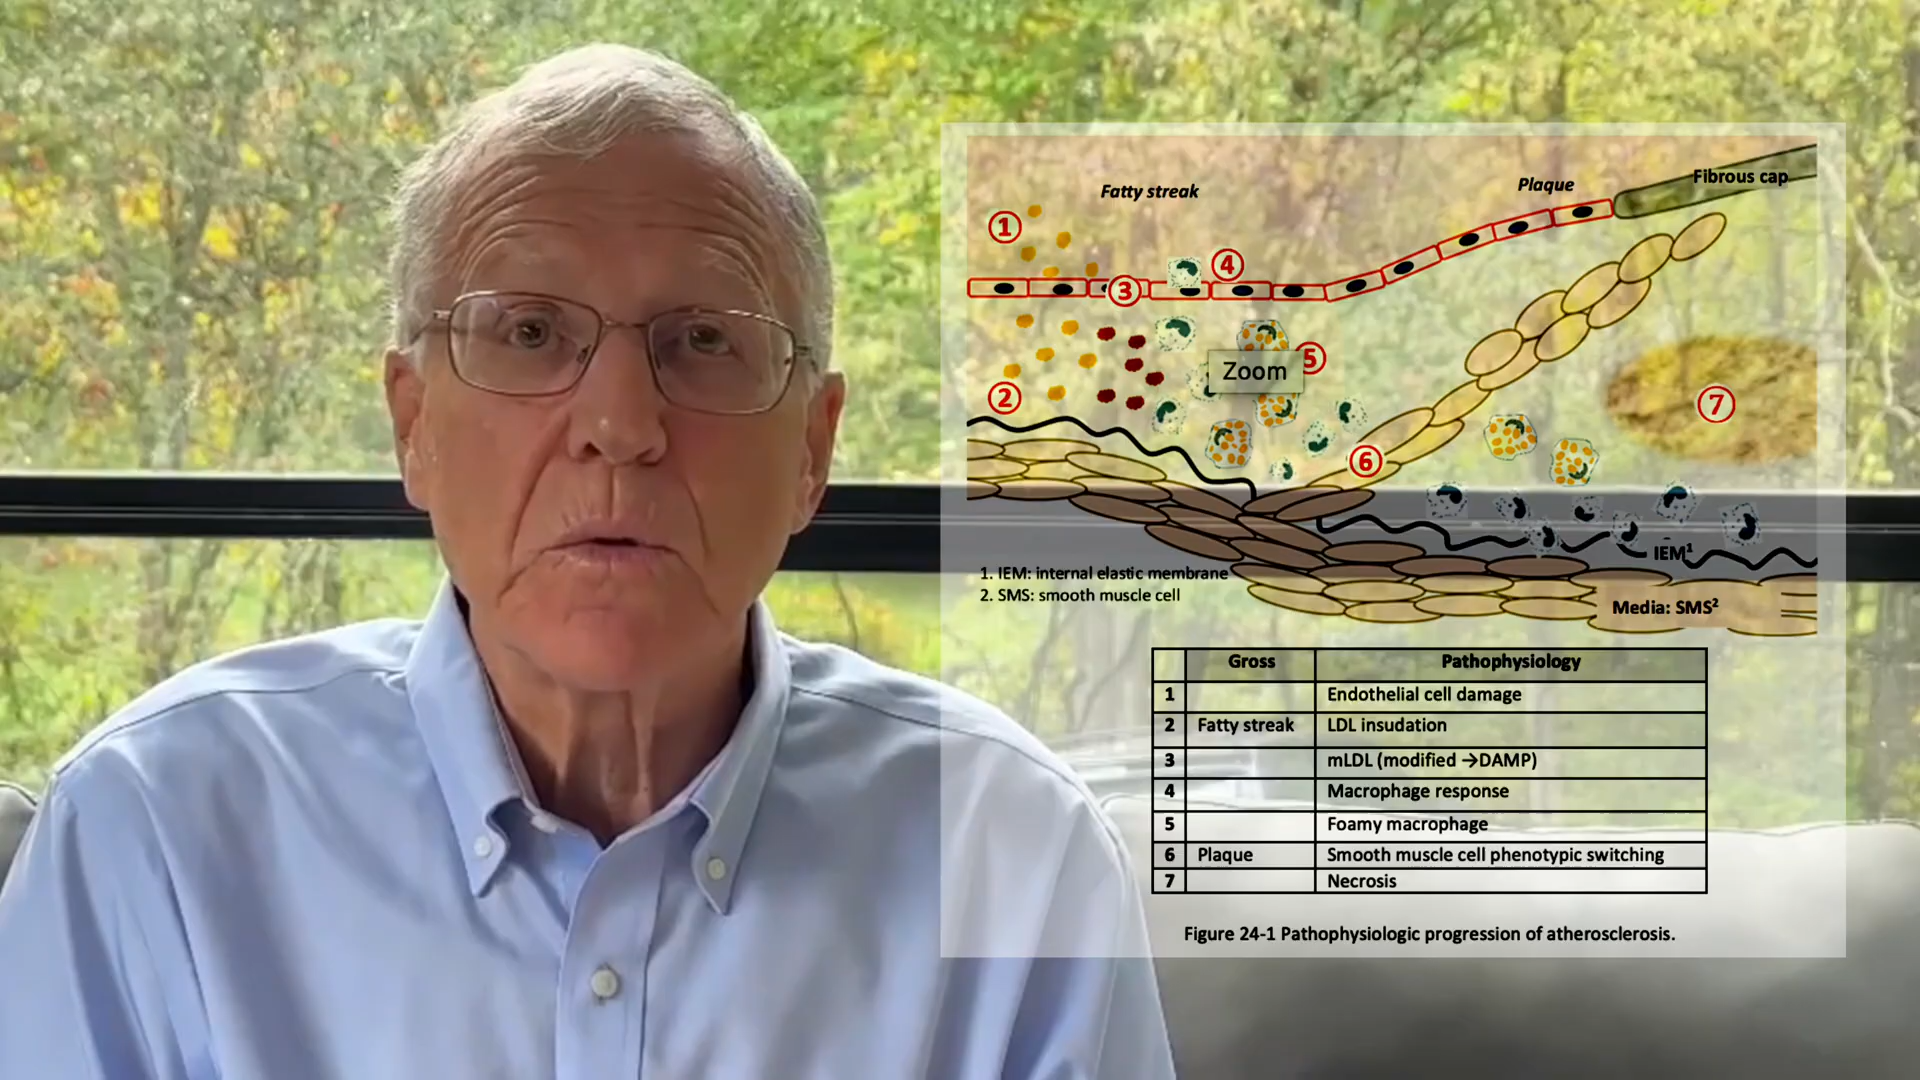 Fatty streak
Plaque
Fibrous cap
1
4
3
Zoom
5
2
7
6
IEM¹
1. IEM: internal elastic membrane
2. SMS: smooth muscle cell
Media: SMS²
Gross Pathophysiology
1 Endothelial cell damage
2 Fatty streak LDL insudation
3 mLDL (modified →DAMP)
4 Macrophage response
5 Foamy macrophage
6 Plaque Smooth muscle cell phenotypic switching
7 Necrosis
Figure 24-1 Pathophysiologic progression of atherosclerosis.